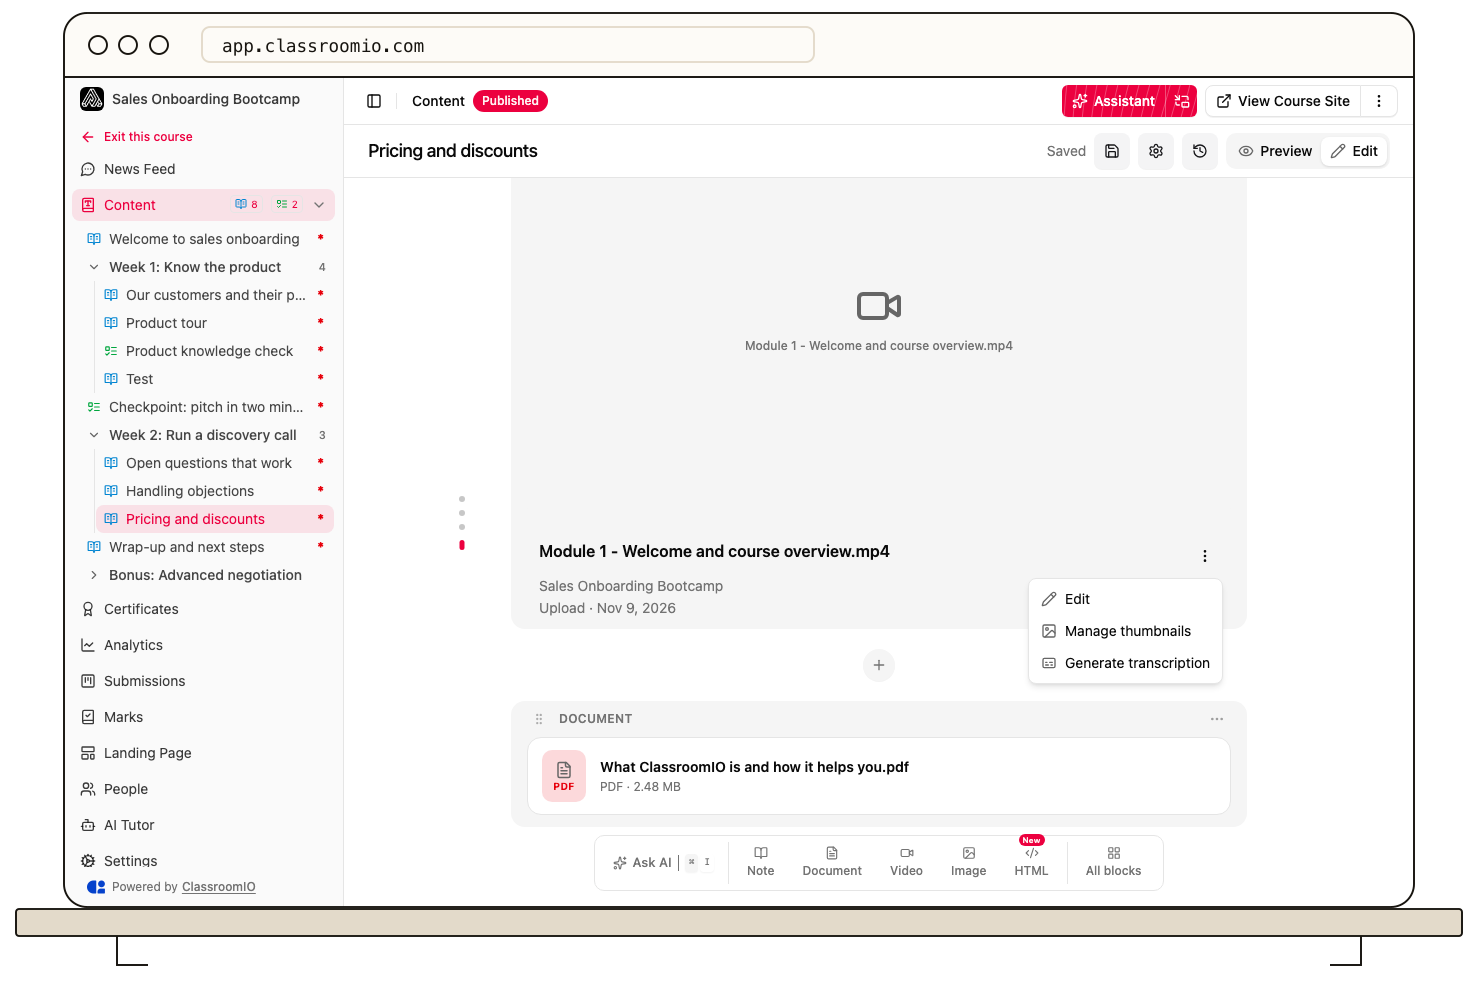 app.classroomio.com
Sales Onboarding Bootcamp
Exit this course
News Feed
Content 8 2
Welcome to sales onboarding *
Week 1: Know the product 4
Our customers and their p... *
Product tour *
Product knowledge check *
Test *
Checkpoint: pitch in two min... *
Week 2: Run a discovery call 3
Open questions that work *
Handling objections *
Pricing and discounts *
Wrap-up and next steps *
Bonus: Advanced negotiation
Certificates
Analytics
Submissions
Marks
Landing Page
People
AI Tutor
Settings
Powered by ClassroomIO
Content Published
Assistant
View Course Site
Pricing and discounts
Saved
Preview
Edit
Module 1 - Welcome and course overview.mp4
Module 1 - Welcome and course overview.mp4
Sales Onboarding Bootcamp
Upload · Nov 9, 2026
Edit
Manage thumbnails
Generate transcription
DOCUMENT
PDF
What ClassroomIO is and how it helps you.pdf
PDF · 2.48 MB
Ask AI ⌘ I
Note
Document
Video
Image
New
HTML
All blocks